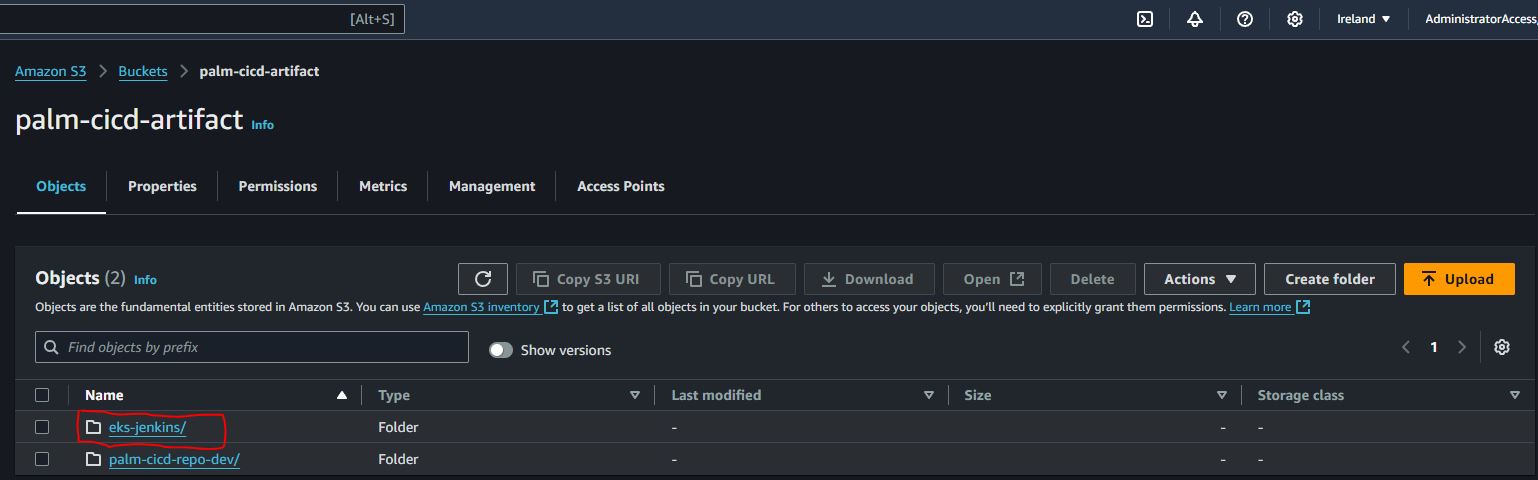 [Alt+S] Ireland ▼ AdministratorAccess
Amazon S3 > Buckets > palm-cicd-artifact
palm-cicd-artifact Info
Objects Properties Permissions Metrics Management Access Points
Objects (2) Info Copy S3 URI Copy URL Download Open Delete Actions ▼ Create folder Upload
Objects are the fundamental entities stored in Amazon S3. You can use Amazon S3 inventory to get a list of all objects in your bucket. For others to access your objects, you'll need to explicitly grant them permissions. Learn more
Find objects by prefix Show versions < 1 >
Name Type Last modified Size Storage class
eks-jenkins/ Folder - - -
palm-cicd-repo-dev/ Folder - - -